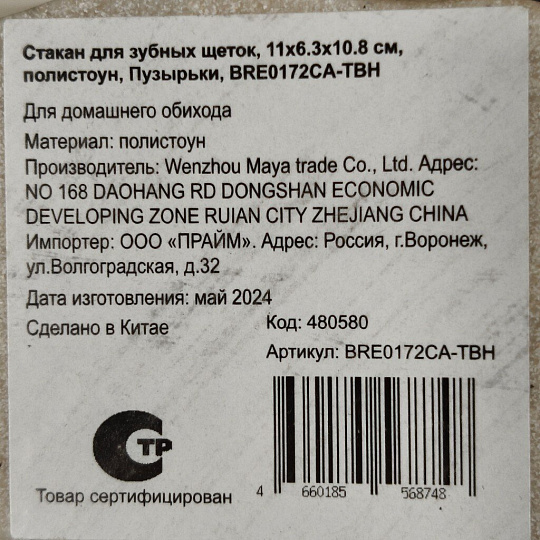 Стакан для зубных щеток, 11х6.3х10.8 см,
полистоун, Пузырьки, BRE0172CA-TBH
Для домашнего обихода
Материал: полистоун
Производитель: Wenzhou Maya trade Co., Ltd. Адрес:
NO 168 DAOHANG RD DONGSHAN ECONOMIC
DEVELOPING ZONE RUIAN CITY ZHEJIANG CHINA
Импортер: ООО «ПРАЙМ». Адрес: Россия, г.Воронеж,
ул.Волгоградская, д.32
Дата изготовления: май 2024
Сделано в Китае
Код: 480580
Артикул: BRE0172CA-TBH
СТР
Товар сертифицирован
4 660185 568748